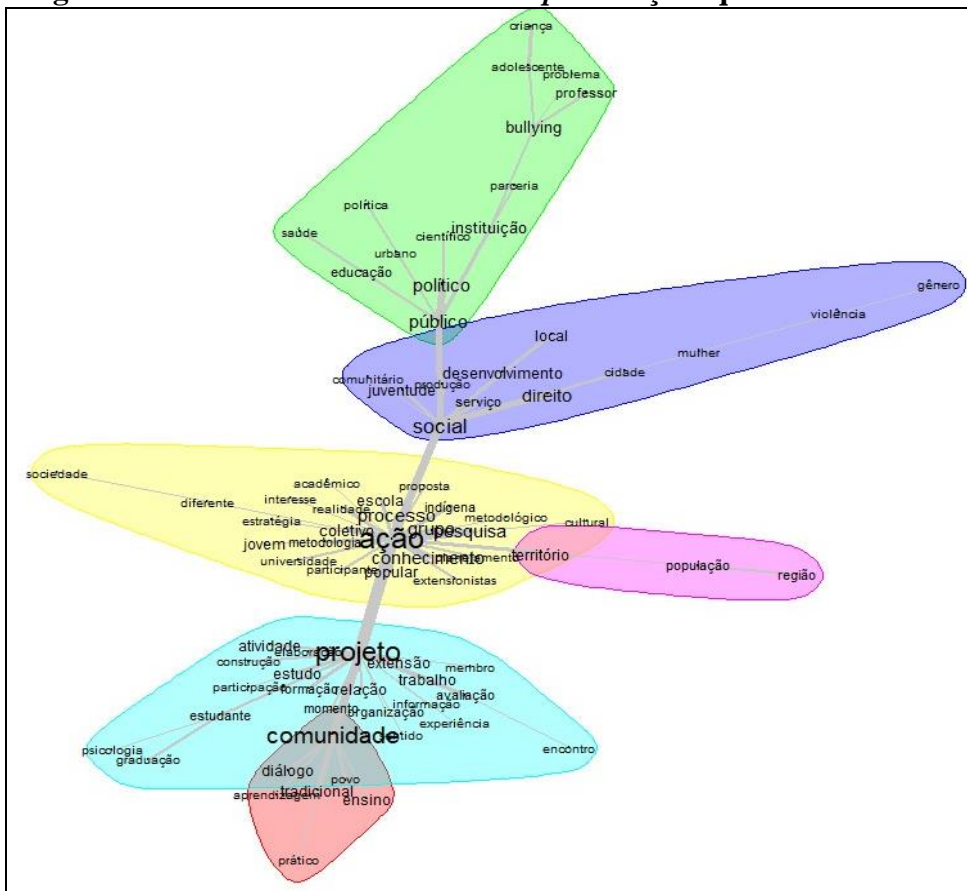 criança
adolescente
problema
professor
bullying
parceria
política
instituição
saúde
científico
urbano
educação
político
público
gênero
violência
local
mulher
desenvolvimento
cidade
comunitário
produção
juventude
direito
serviço
social
sociedade
acadêmico
proposta
diferente
interesse
escola
realidade
indígena
processo
estratégia
metodológico
cultural
coletivo
grupo
pesquisa
ação
jovem
metodologia
território
conhecimento
universidade
participante
popular
extensionistas
população
região
atividade
elaboração
projeto
construção
extensão
membro
estudo
trabalho
participação
formação
relação
avaliação
informação
momento
organização
estudante
experiência
comunidade
sentido
psicologia
graduação
encontro
diálogo
povo
tradicional
aprendizagem
ensino
prático